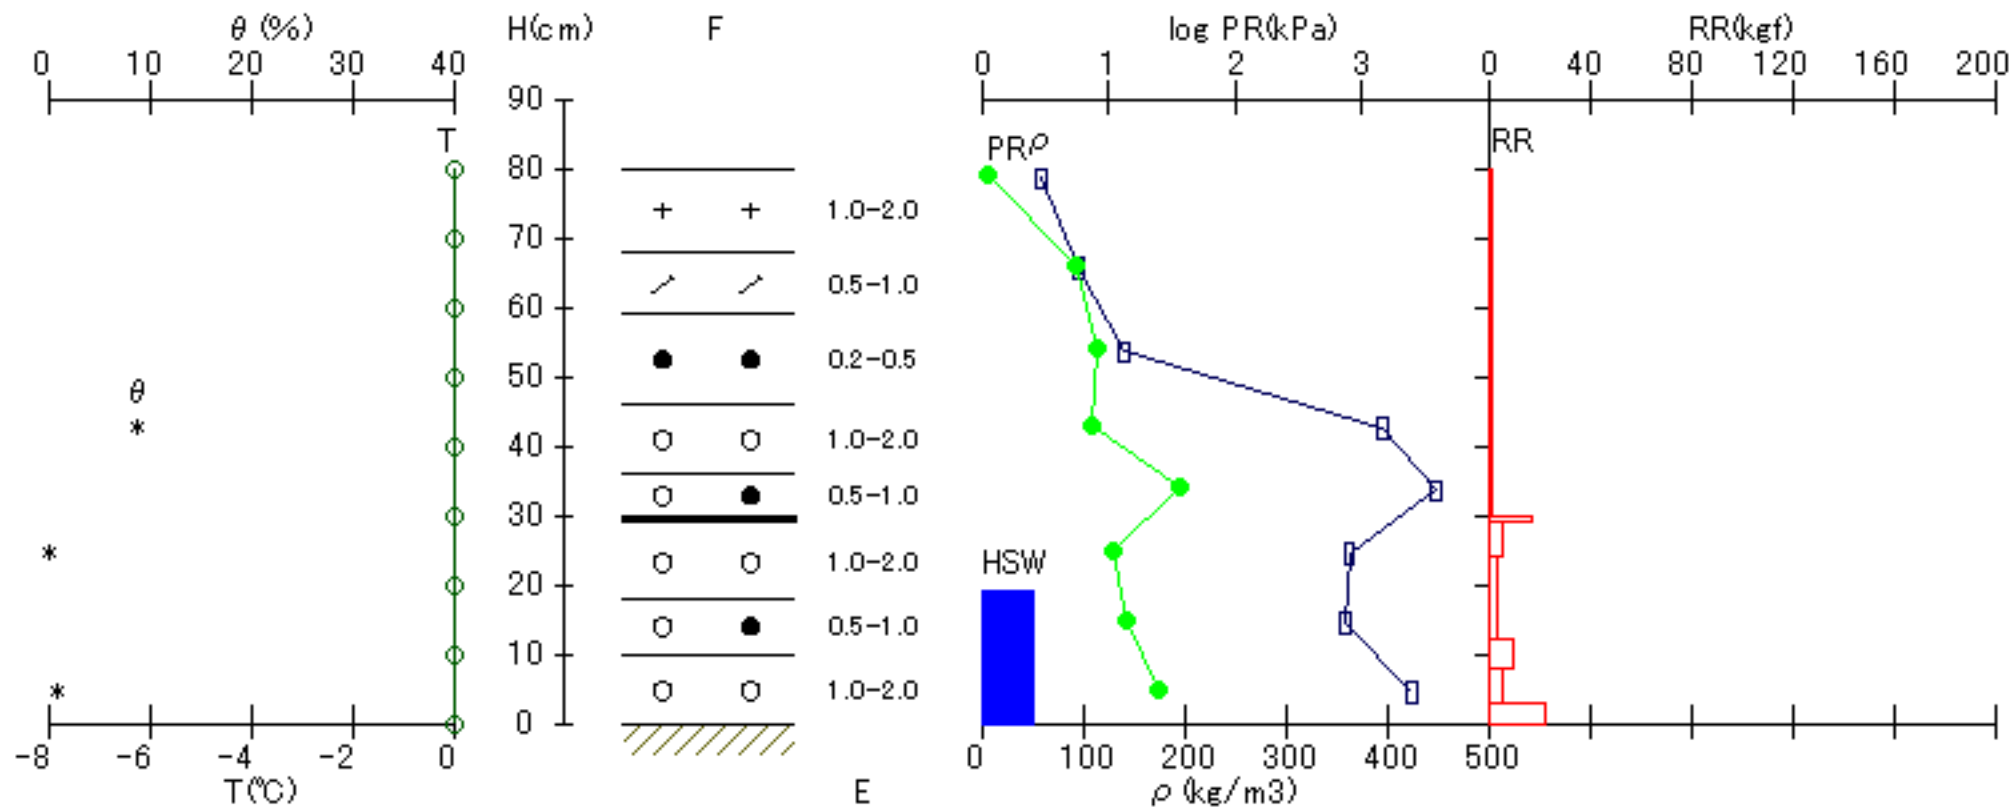 θ (%) H(cm) F log PR(kPa) RR(kgf)
0 10 20 30 40 0 1 2 3 0 40 80 120 160 200
90
T PRρ RR
80
+ + 1.0-2.0
70
0.5-1.0
60
0.2-0.5
50
θ
* 1.0-2.0
40
0.5-1.0
30
* 1.0-2.0 HSW
20
0.5-1.0
10
* 1.0-2.0
0
-8 -6 -4 -2 0 0 100 200 300 400 500
T(℃) E ρ (kg/m3)